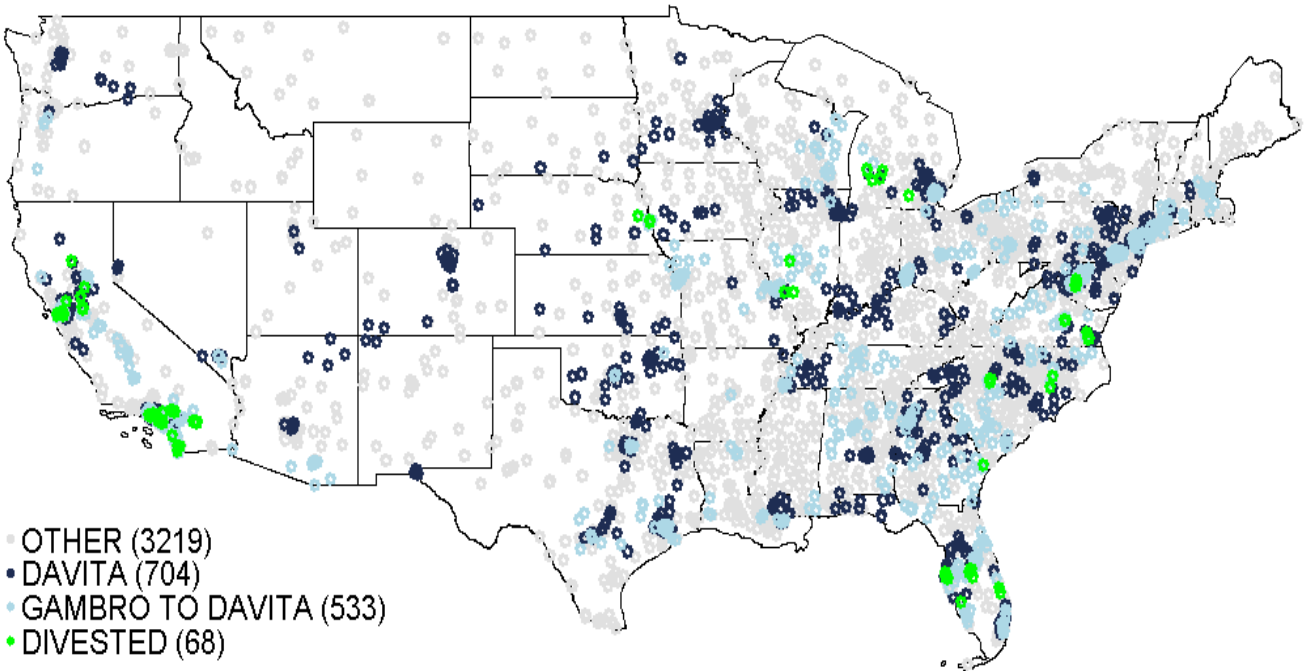 OTHER (3219)
DAVITA (704)
GAMBRO TO DAVITA (533)
DIVESTED (68)